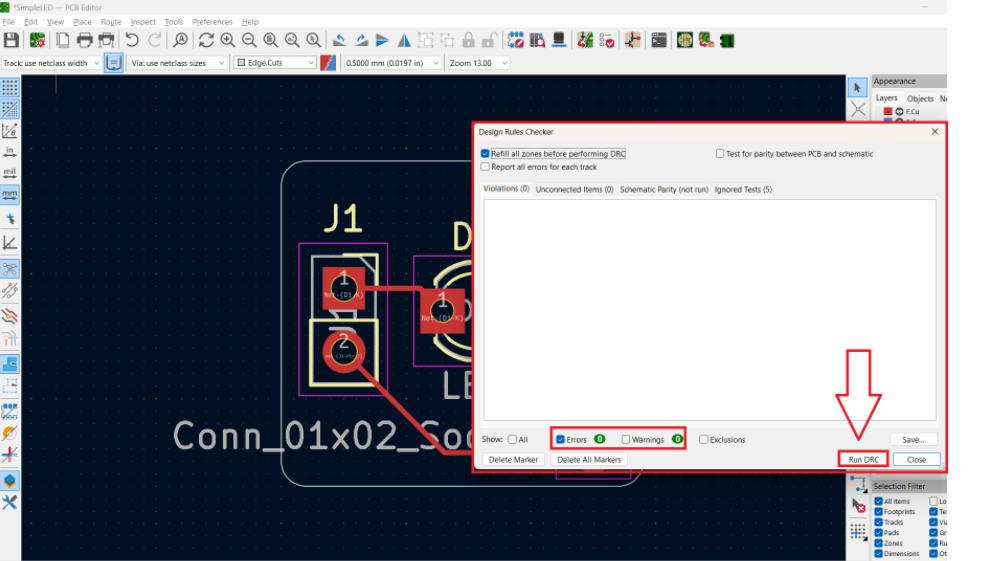 *SimpleLED — PCB Editor
File Edit View Place Route Inspect Tools Preferences Help
Track: use netclass width Via: use netclass sizes Edge.Cuts 0.5000 mm (0.0197 in) Zoom 13.00
in
mil
mm
Appearance
Layers Objects
F.Cu
Design Rules Checker
Refill all zones before performing DRC Test for parity between PCB and schematic
Report all errors for each track
Violations (0) Unconnected Items (0) Schematic Parity (not run) Ignored Tests (5)
J1
D
1
Net-(D1-K)
1
Net-(D1-K)
2
LE
Conn_01x02_Soc
Show: All Errors 0 Warnings 0 Exclusions Save...
Delete Marker Delete All Markers Run DRC Close
Selection Filter
All items Lo
Footprints Te
Tracks Via
Pads Gr
Zones Ru
Dimensions Ot